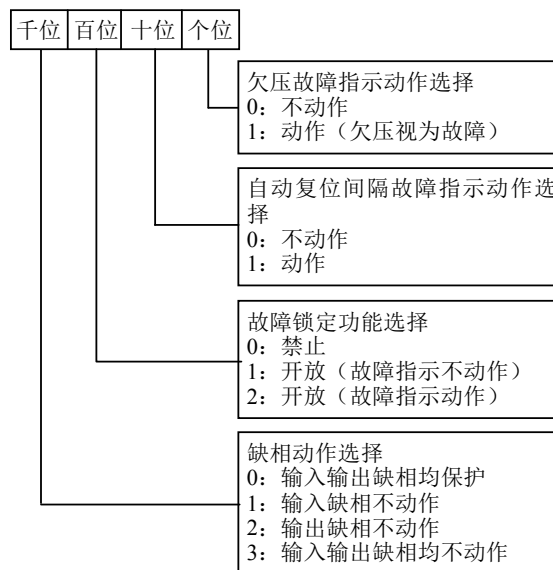 千位 百位 十位 个位
欠压故障指示动作选择
0：不动作
1：动作（欠压视为故障）
自动复位间隔故障指示动作选
择
0：不动作
1：动作
故障锁定功能选择
0：禁止
1：开放（故障指示不动作）
2：开放（故障指示动作）
缺相动作选择
0：输入输出缺相均保护
1：输入缺相不动作
2：输出缺相不动作
3：输入输出缺相均不动作